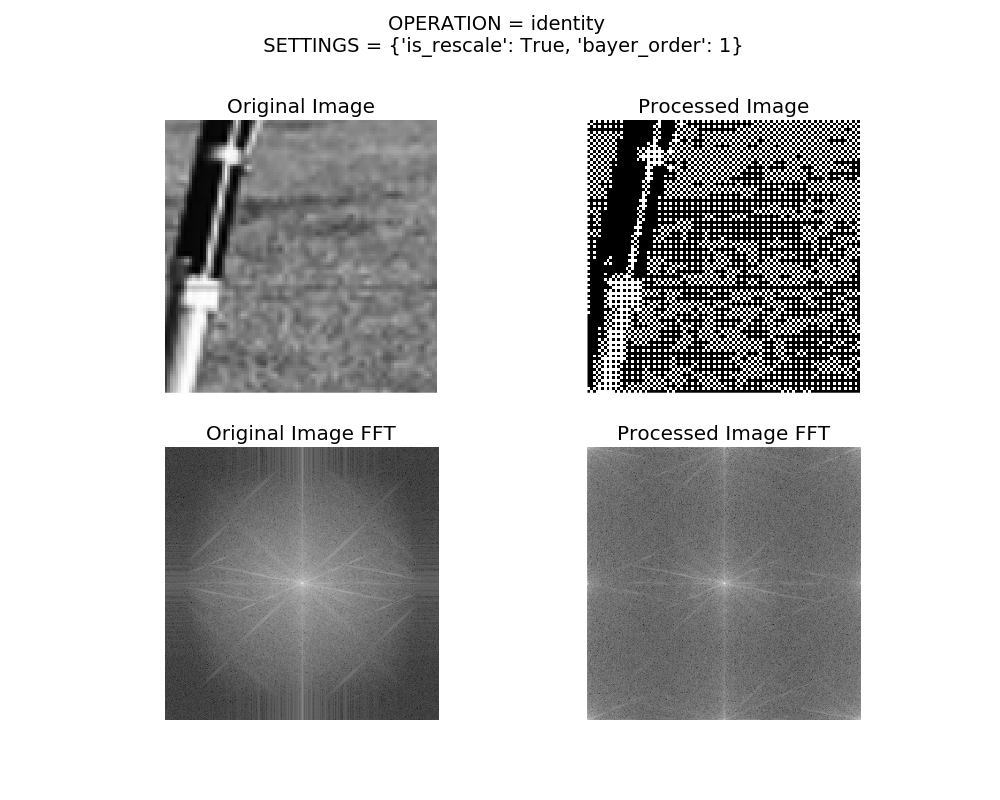 OPERATION = identity
SETTINGS = {'is_rescale': True, 'bayer_order': 1}
Original Image
Processed Image
Original Image FFT
Processed Image FFT